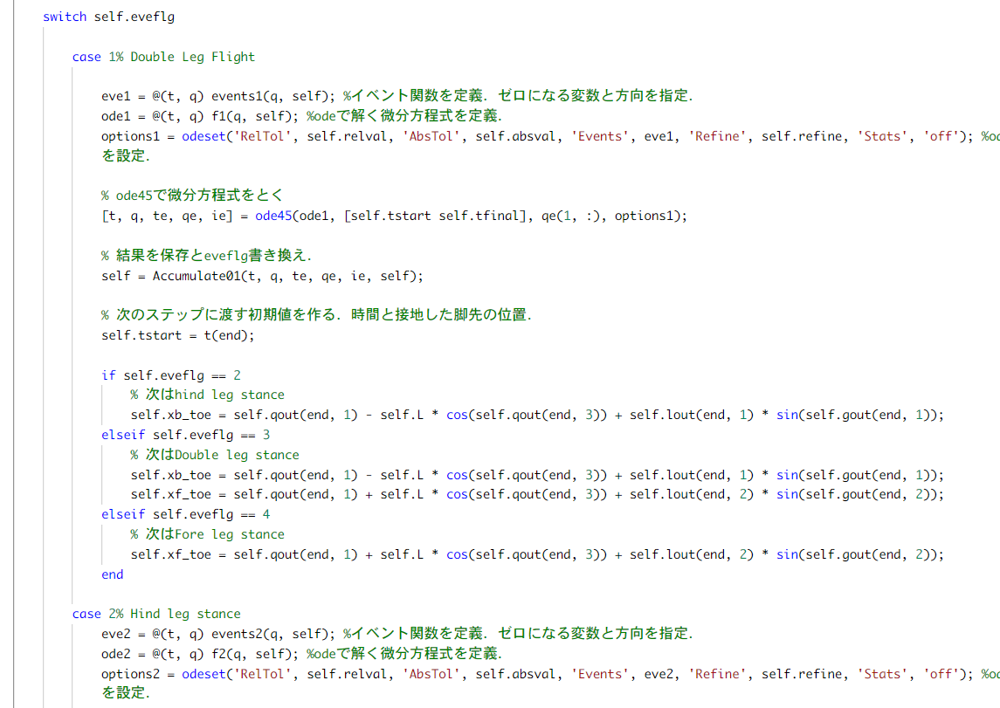 switch self.eveflg
case 1% Double Leg Flight
eve1 = @(t, q) events1(q, self); %イベント関数を定義．ゼロになる変数と方向を指定．
ode1 = @(t, q) f1(q, self); %odeで解く微分方程式を定義．
options1 = odeset('RelTol', self.relval, 'AbsTol', self.absval, 'Events', eve1, 'Refine', self.refine, 'Stats', 'off'); %od
を設定．
% ode45で微分方程式をとく
[t, q, te, qe, ie] = ode45(ode1, [self.tstart self.tfinal], qe(1, :), options1);
% 結果を保存とeveflg書き換え．
self = Accumulate01(t, q, te, qe, ie, self);
% 次のステップに渡す初期値を作る．時間と接地した脚先の位置．
self.tstart = t(end);
if self.eveflg == 2
% 次はhind leg stance
self.xb_toe = self.qout(end, 1) - self.L * cos(self.qout(end, 3)) + self.lout(end, 1) * sin(self.gout(end, 1));
elseif self.eveflg == 3
% 次はDouble leg stance
self.xb_toe = self.qout(end, 1) - self.L * cos(self.qout(end, 3)) + self.lout(end, 1) * sin(self.gout(end, 1));
self.xf_toe = self.qout(end, 1) + self.L * cos(self.qout(end, 3)) + self.lout(end, 2) * sin(self.gout(end, 2));
elseif self.eveflg == 4
% 次はFore leg stance
self.xf_toe = self.qout(end, 1) + self.L * cos(self.qout(end, 3)) + self.lout(end, 2) * sin(self.gout(end, 2));
end
case 2% Hind leg stance
eve2 = @(t, q) events2(q, self); %イベント関数を定義．ゼロになる変数と方向を指定．
ode2 = @(t, q) f2(q, self); %odeで解く微分方程式を定義．
options2 = odeset('RelTol', self.relval, 'AbsTol', self.absval, 'Events', eve2, 'Refine', self.refine, 'Stats', 'off'); %od
を設定．